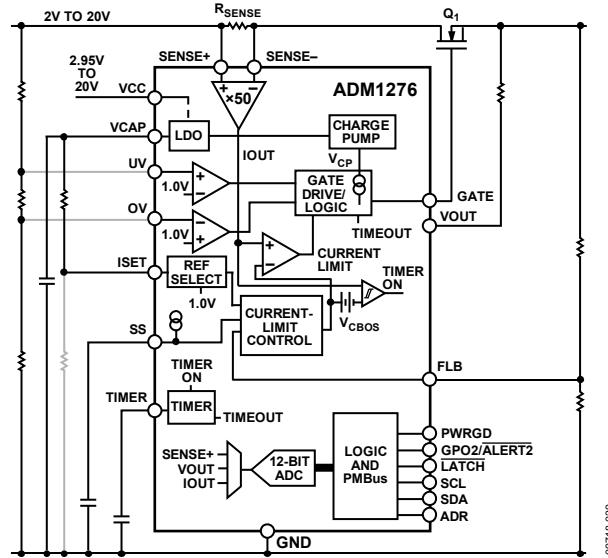 2V TO 20V
RSENSE
Q1
SENSE+
SENSE–
2.95V
TO
20V
VCC
ADM1276
+ –
×50
VCAP
LDO
CHARGE
PUMP
IOUT
VCP
UV
+
1.0V –
GATE
DRIVE/
LOGIC
GATE
VOUT
OV
–
1.0V +
TIMEOUT
+
–
CURRENT
LIMIT
ISET
REF
SELECT
1.0V
TIMER
ON
VCBOS
CURRENT-
LIMIT
CONTROL
SS
FLB
TIMER
ON
TIMER
TIMER
TIMEOUT
PWRGD
GPO2/ALERT2
LATCH
SCL
SDA
ADR
SENSE+
VOUT
IOUT
12-BIT
ADC
LOGIC
AND
PMBus
GND